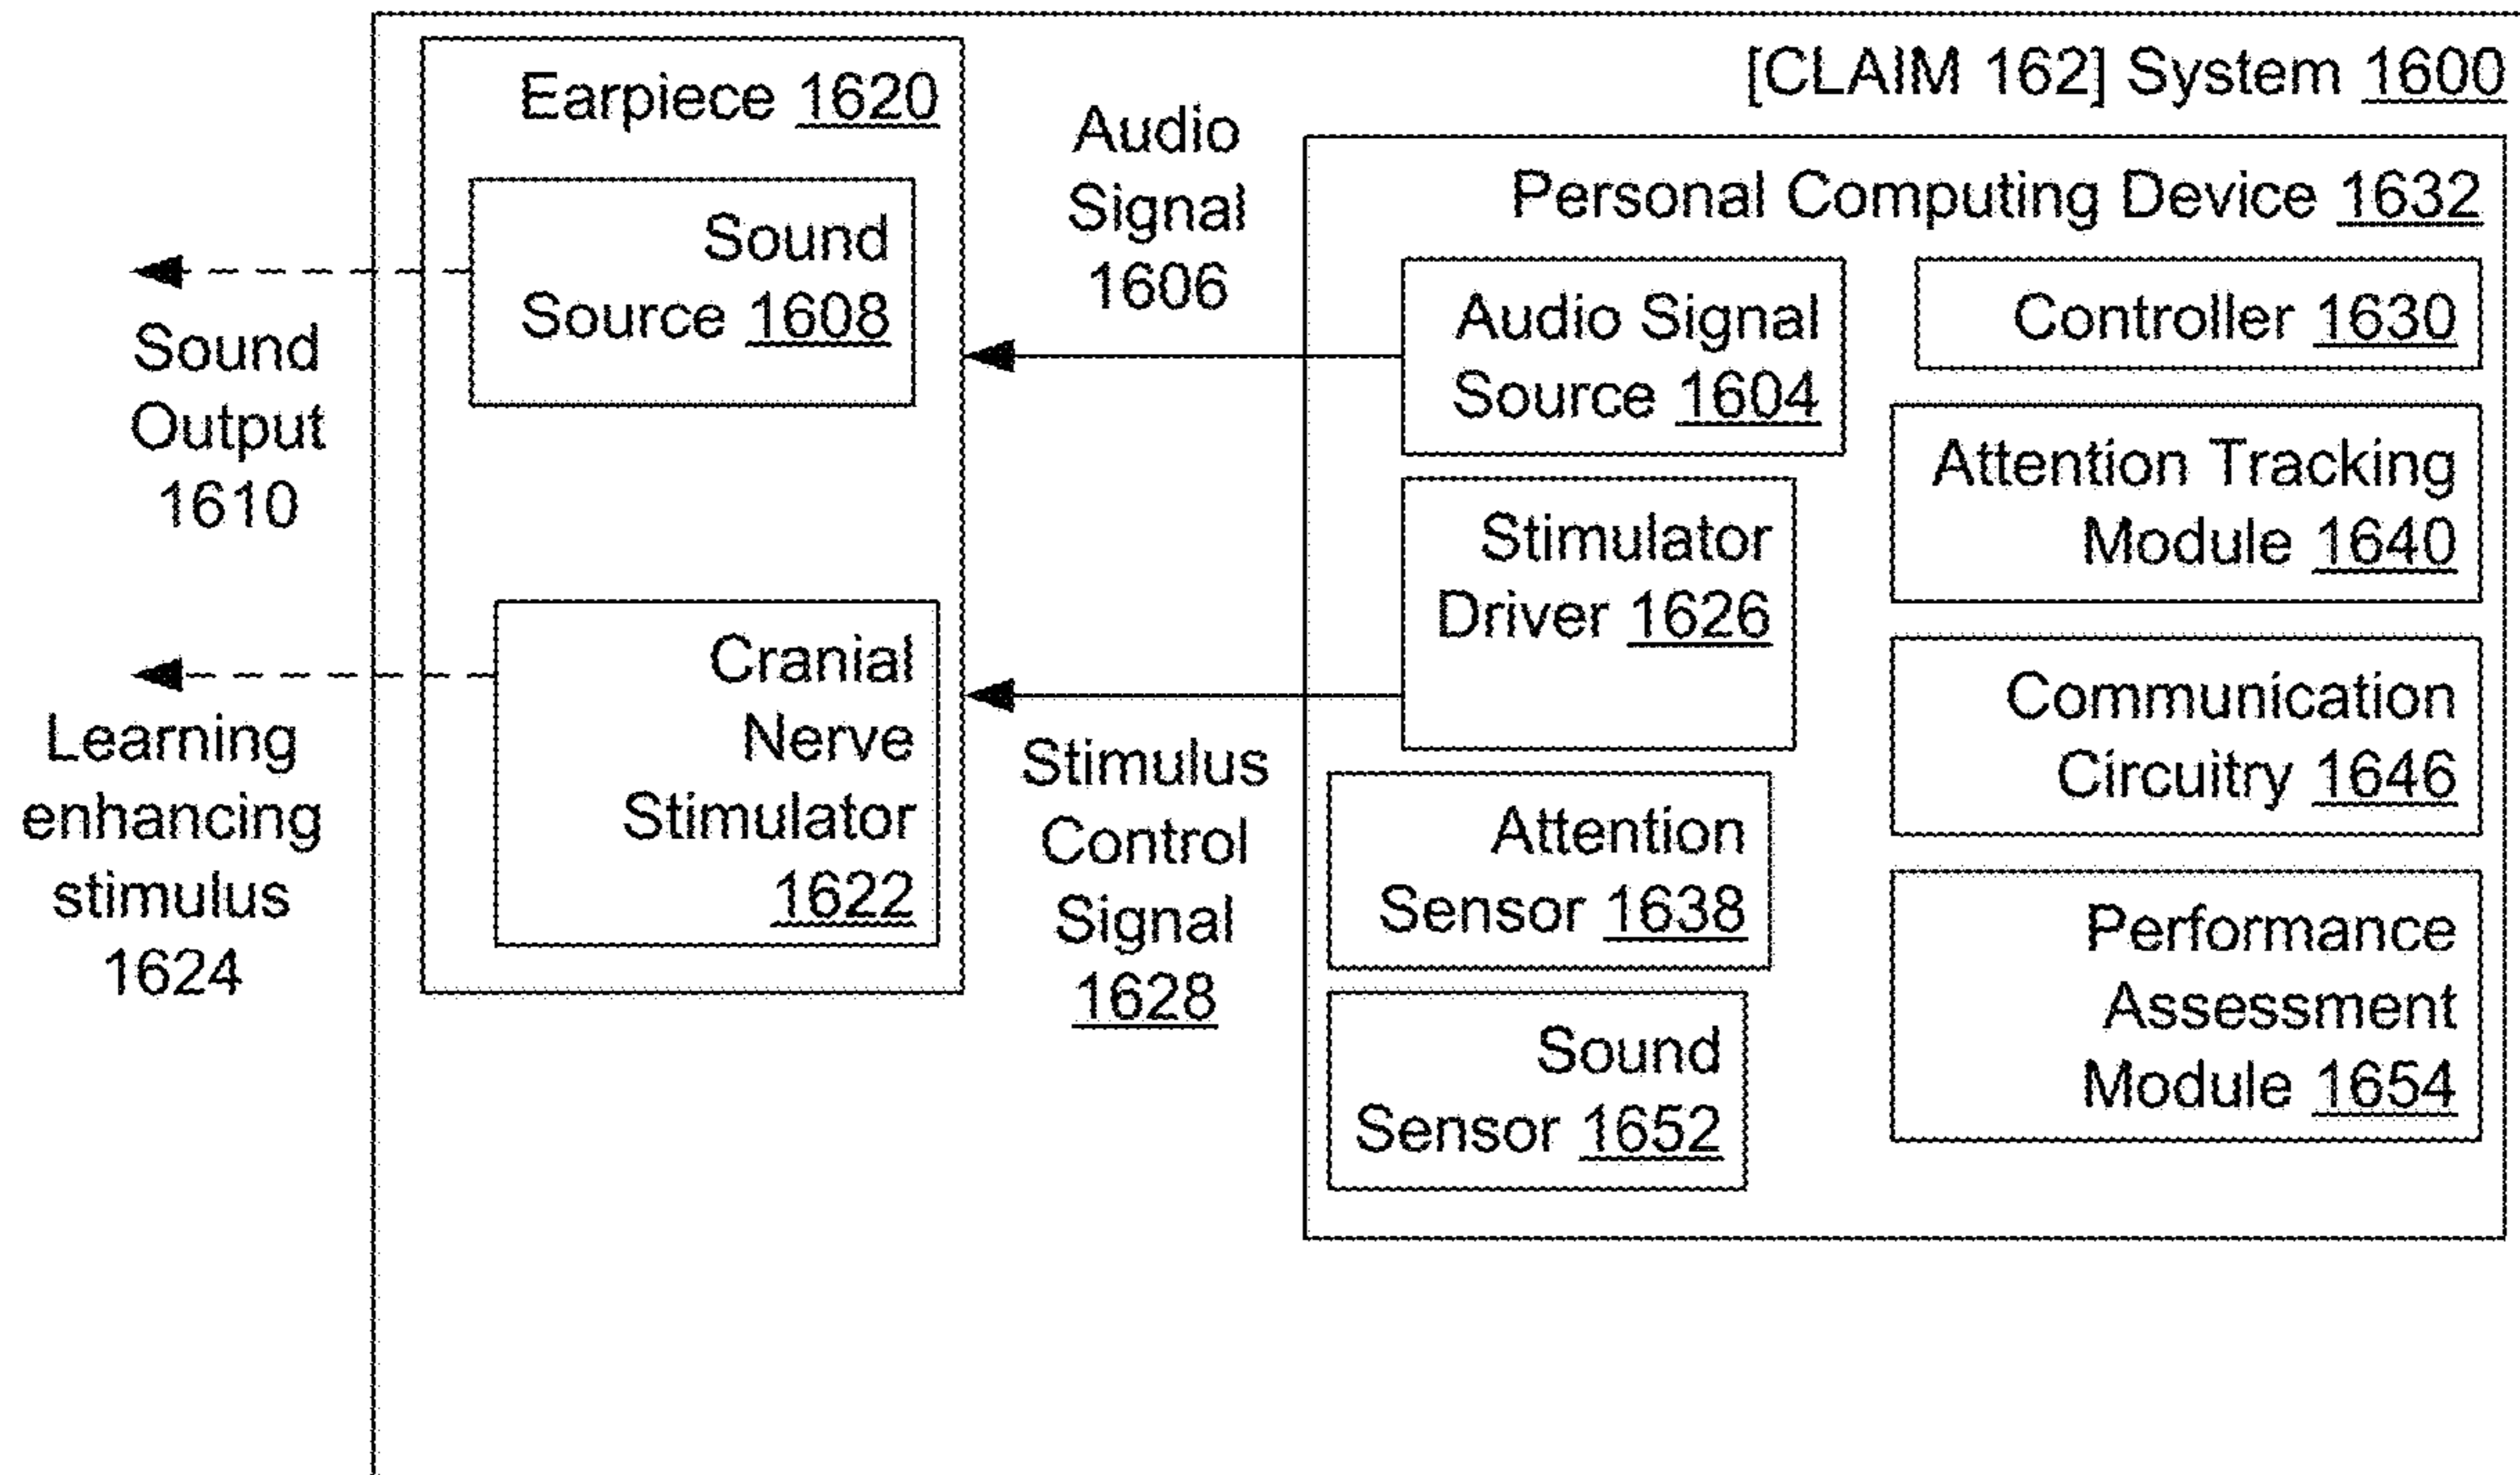 [CLAIM 162] System 1600
Earpiece 1620
Sound
Source 1608
Cranial
Nerve
Stimulator
1622
Sound
Output
1610
Learning
enhancing
stimulus
1624
Audio
Signal
1606
Stimulus
Control
Signal
1628
Personal Computing Device 1632
Audio Signal
Source 1604
Stimulator
Driver 1626
Attention
Sensor 1638
Sound
Sensor 1652
Controller 1630
Attention Tracking
Module 1640
Communication
Circuitry 1646
Performance
Assessment
Module 1654